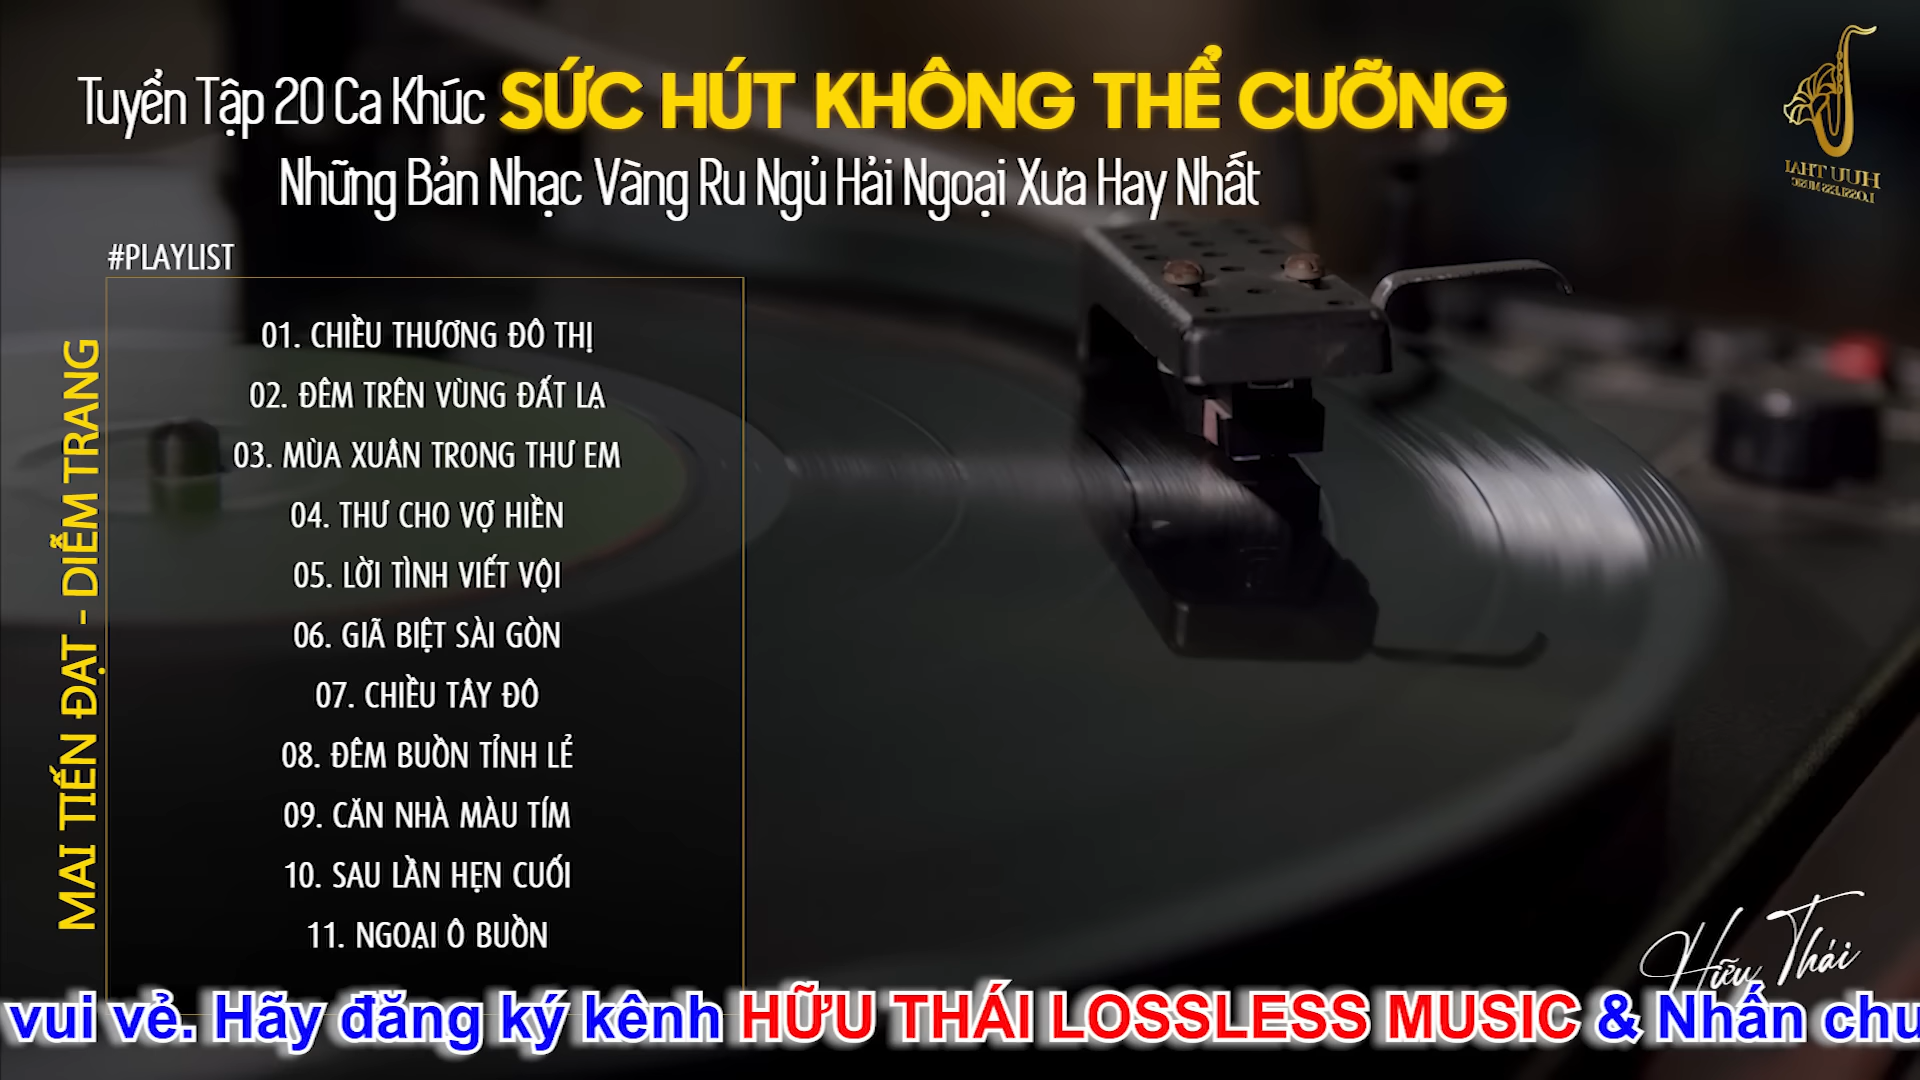 Tuyển Tập 20 Ca Khúc SỨC HÚT KHÔNG THỂ CƯỠNG
Những Bản Nhạc Vàng Ru Ngủ Hải Ngoại Xưa Hay Nhất
HUU THAI
LOSSLESS MUSIC
#PLAYLIST
MAI TIẾN ĐẠT - DIỄM TRANG
01. CHIỀU THƯƠNG ĐÔ THỊ
02. ĐÊM TRÊN VÙNG ĐẤT LẠ
03. MÙA XUÂN TRONG THƯ EM
04. THƯ CHO VỢ HIỀN
05. LỜI TÌNH VIẾT VỘI
06. GIÃ BIỆT SÀI GÒN
07. CHIỀU TÂY ĐÔ
08. ĐÊM BUỒN TỈNH LẺ
09. CĂN NHÀ MÀU TÍM
10. SAU LẦN HẸN CUỐI
11. NGOẠI Ô BUỒN
Hữu Thái
vui vẻ. Hãy đăng ký kênh HỮU THÁI LOSSLESS MUSIC & Nhấn chu